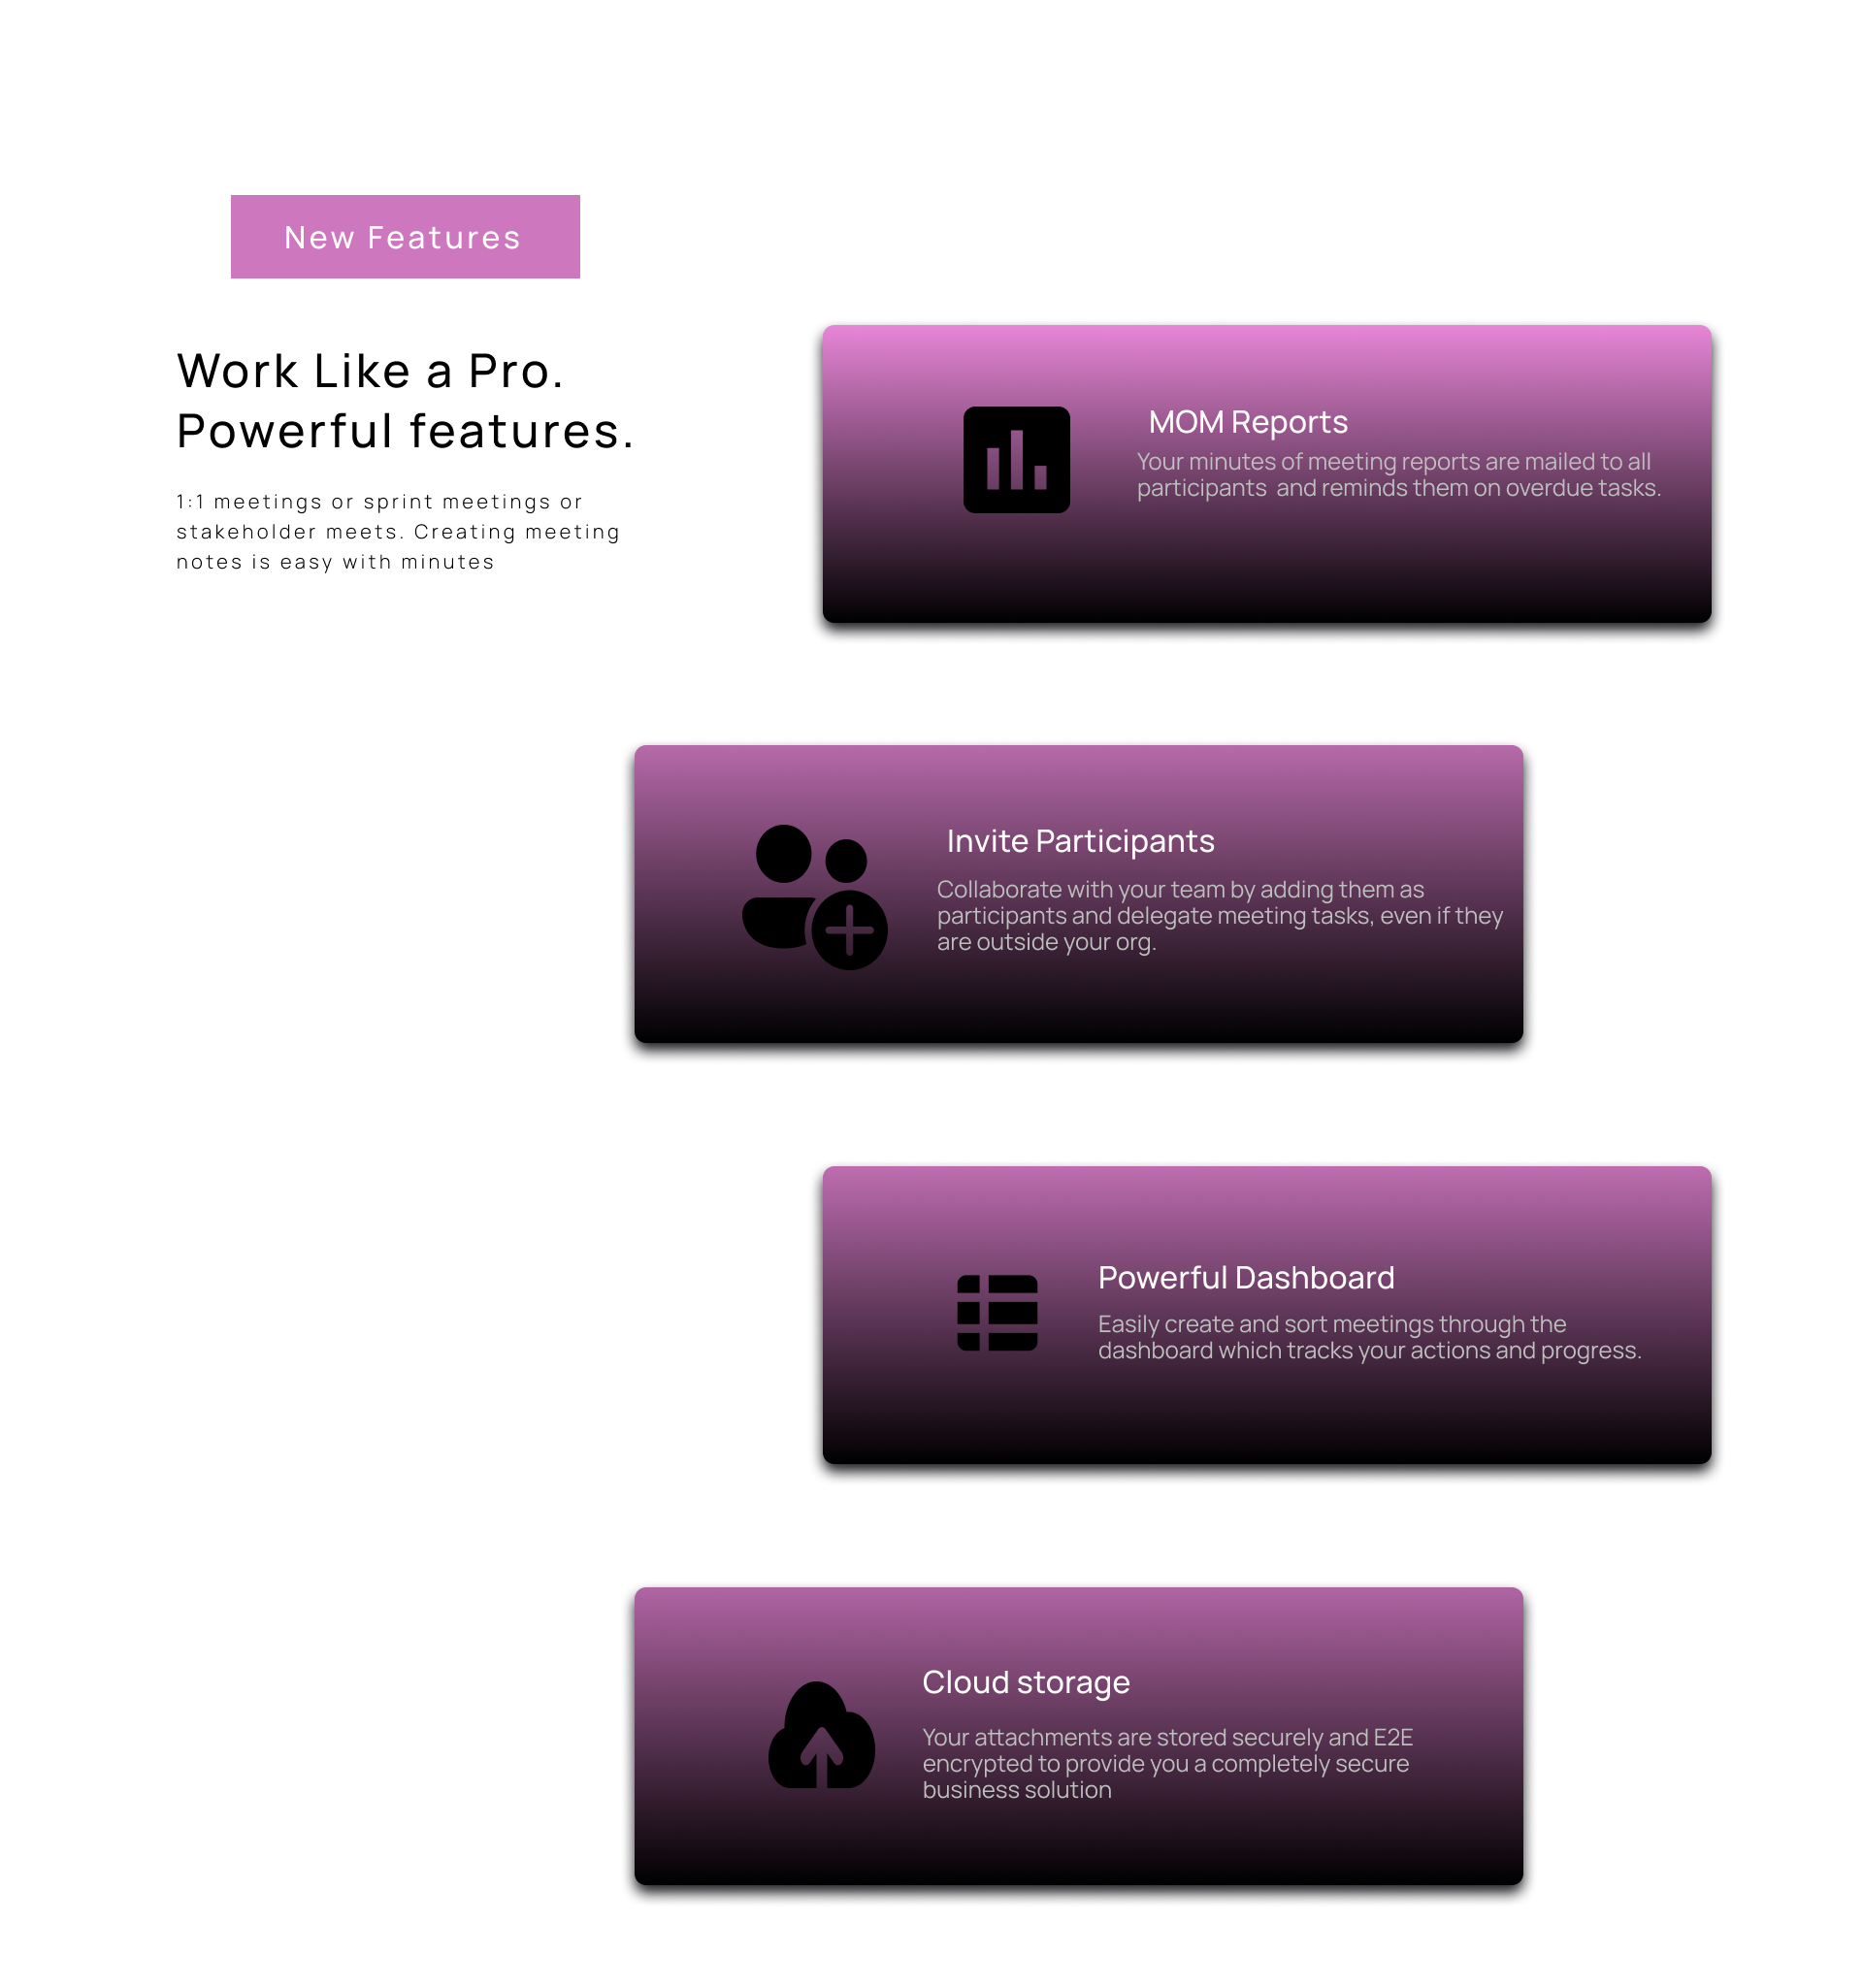 New Features
Work Like a Pro.
Powerful features.
1:1 meetings or sprint meetings or
stakeholder meets. Creating meeting
notes is easy with minutes
MOM Reports
Your minutes of meeting reports are mailed to all
participants  and reminds them on overdue tasks.
Invite Participants
Collaborate with your team by adding them as
participants and delegate meeting tasks, even if they
are outside your org.
Powerful Dashboard
Easily create and sort meetings through the
dashboard which tracks your actions and progress.
Cloud storage
Your attachments are stored securely and E2E
encrypted to provide you a completely secure
business solution